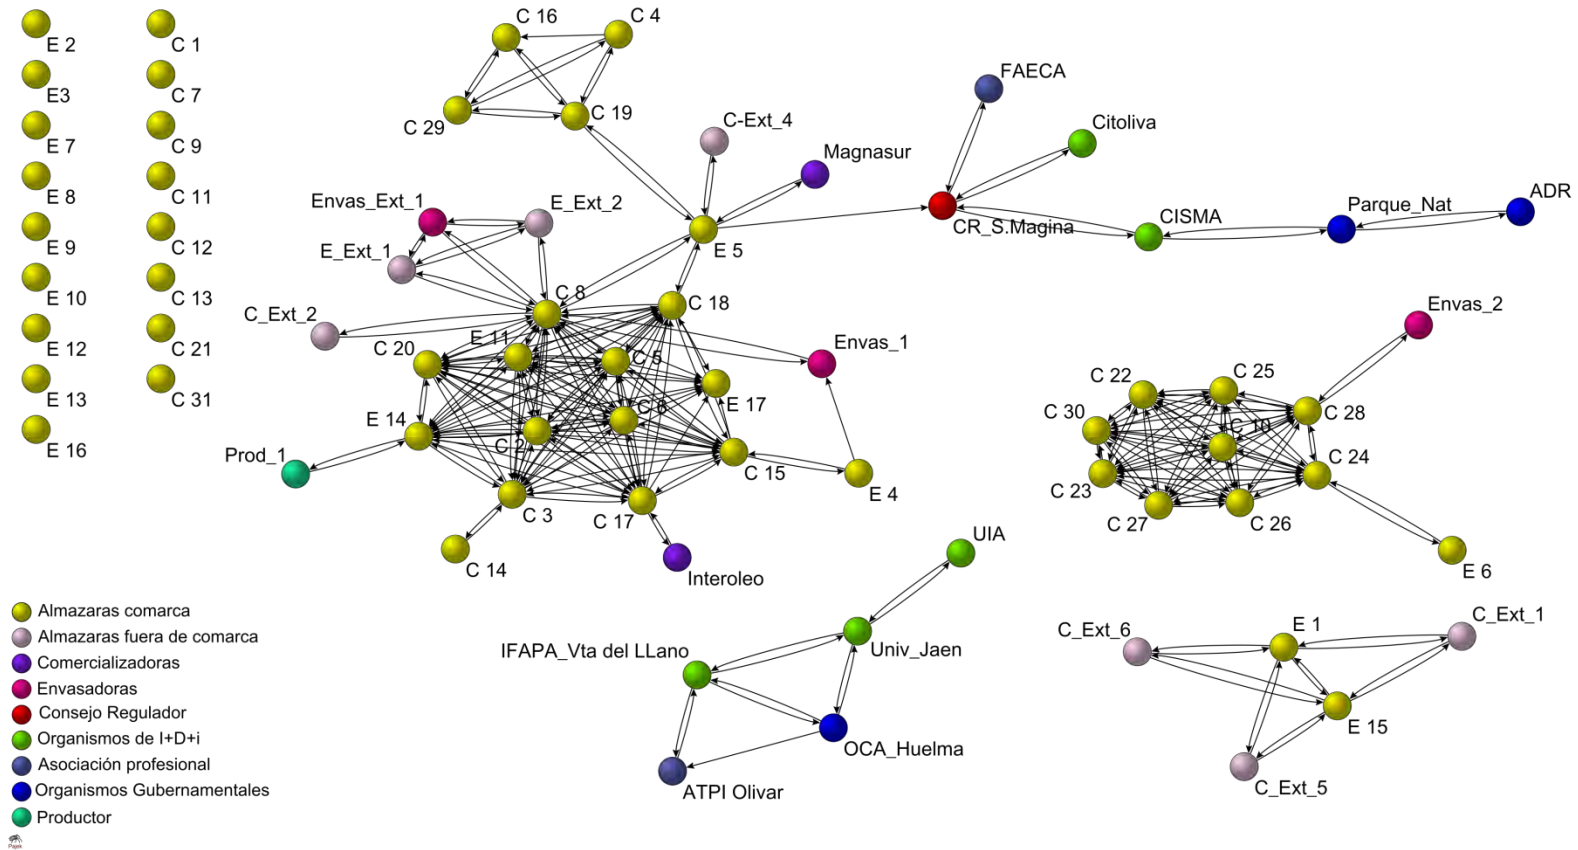 E 2
E3
E 7
E 8
E 9
E 10
E 12
E 13
E 16
C 1
C 7
C 9
C 11
C 12
C 13
C 21
C 31
C 16
C 4
C 29
C 19
C-Ext_4
Magnasur
Envas_Ext_1
E_Ext_2
E_Ext_1
E 5
FAECA
Citoliva
CR_S.Magina
CISMA
Parque_Nat
ADR
C 8
C 18
C_Ext_2
C 20
E 11
C 5
Envas_1
E 17
C 6
E 14
C 2
C 15
Prod_1
E 4
C 3
C 17
C 14
Interoleo
Envas_2
C 22
C 25
C 30
C 28
C 10
C 24
C 23
C 27
C 26
E 6
UIA
IFAPA_Vta del LLano
Univ_Jaen
OCA_Huelma
ATPI Olivar
C_Ext_6
E 1
C_Ext_1
E 15
C_Ext_5
Almazaras comarca
Almazaras fuera de comarca
Comercializadoras
Envasadoras
Consejo Regulador
Organismos de I+D+i
Asociación profesional
Organismos Gubernamentales
Productor
Pajek